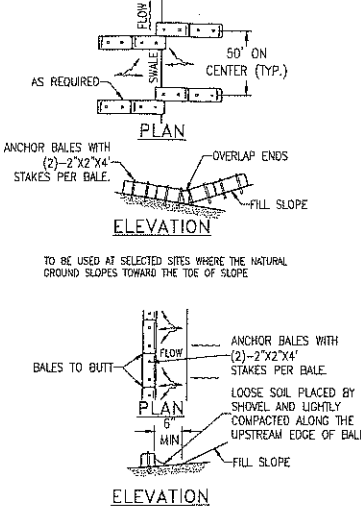 FLOW
SWALE
50' ON
CENTER (TYP.)
AS REQUIRED
PLAN
ANCHOR BALES WITH
(2)-2"X2"X4'
STAKES PER BALE.
OVERLAP ENDS
FILL SLOPE
ELEVATION
TO BE USED AT SELECTED SITES WHERE THE NATURAL
GROUND SLOPES TOWARD THE TOE OF SLOPE
BALES TO BUTT
FLOW
ANCHOR BALES WITH
(2)-2"X2"X4'
STAKES PER BALE.
PLAN
LOOSE SOIL PLACED BY
SHOVEL AND LIGHTLY
COMPACTED ALONG THE
UPSTREAM EDGE OF BAL
6"
MIN
FILL SLOPE
ELEVATION